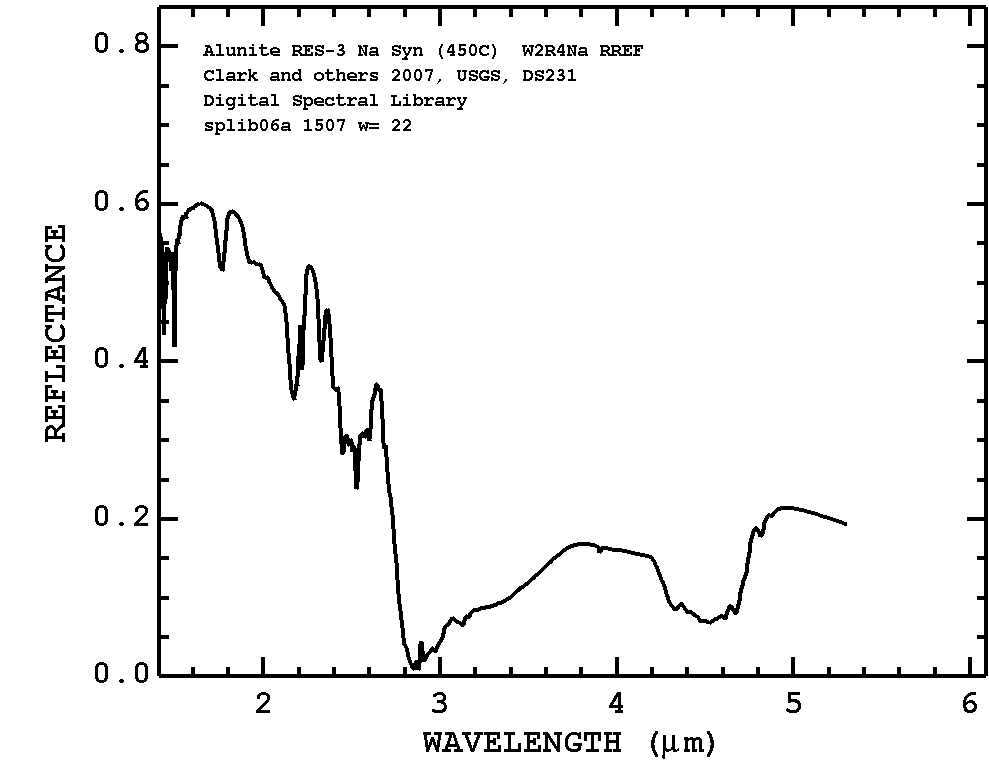 Alunite RES-3 Na Syn (450C)  W2R4Na RREF
Clark and others 2007, USGS, DS231
Digital Spectral Library
splib06a 1507 w= 22
0.8
0.6
0.4
0.2
0.0
REFLECTANCE
2 3 4 5 6
WAVELENGTH (μm)